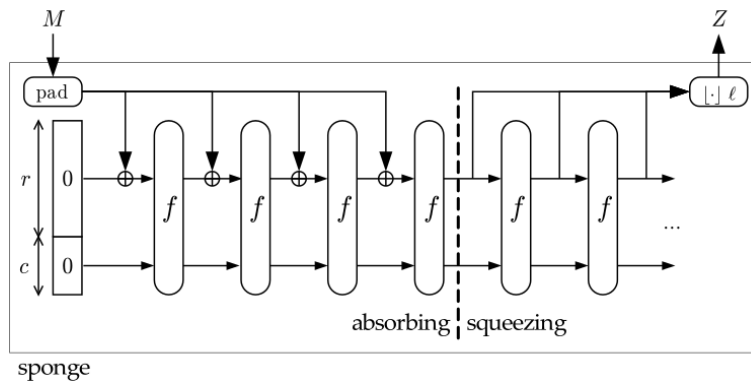 M Z
pad ⌊·⌋ ℓ
r 0 f f f f f f
...
c 0
absorbing squeezing
sponge